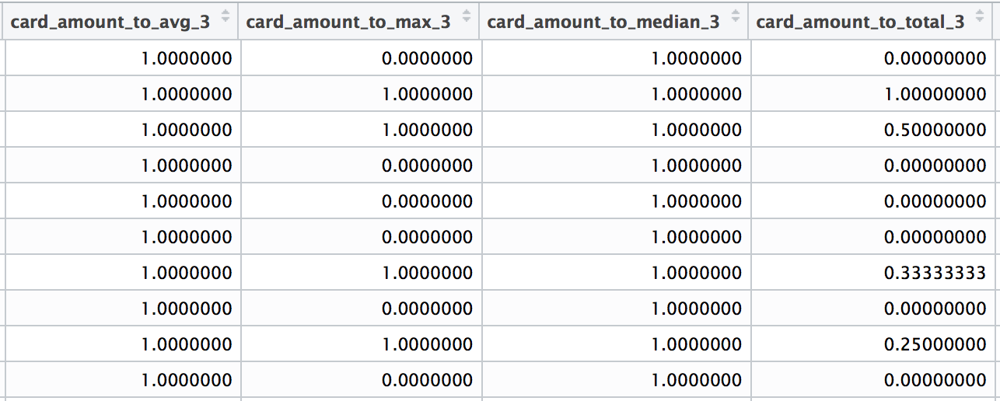 card_amount_to_avg_3 card_amount_to_max_3 card_amount_to_median_3 card_amount_to_total_3
1.0000000 0.0000000 1.0000000 0.00000000
1.0000000 1.0000000 1.0000000 1.00000000
1.0000000 1.0000000 1.0000000 0.50000000
1.0000000 0.0000000 1.0000000 0.00000000
1.0000000 0.0000000 1.0000000 0.00000000
1.0000000 0.0000000 1.0000000 0.00000000
1.0000000 1.0000000 1.0000000 0.33333333
1.0000000 0.0000000 1.0000000 0.00000000
1.0000000 1.0000000 1.0000000 0.25000000
1.0000000 0.0000000 1.0000000 0.00000000